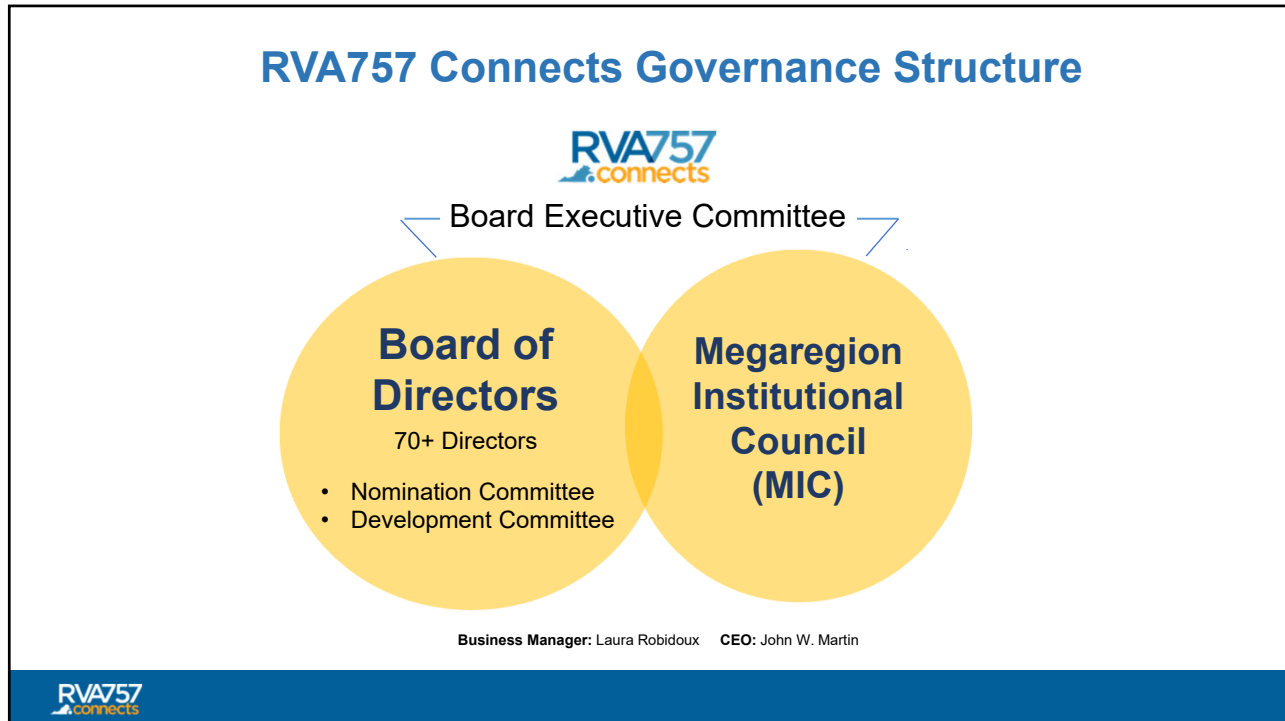 RVA757 Connects Governance Structure
RVA757
connects
Board Executive Committee
Board of
Directors
70+ Directors
• Nomination Committee
• Development Committee
Megaregion
Institutional
Council
(MIC)
Business Manager: Laura Robidoux CEO: John W. Martin
RVA757
connects